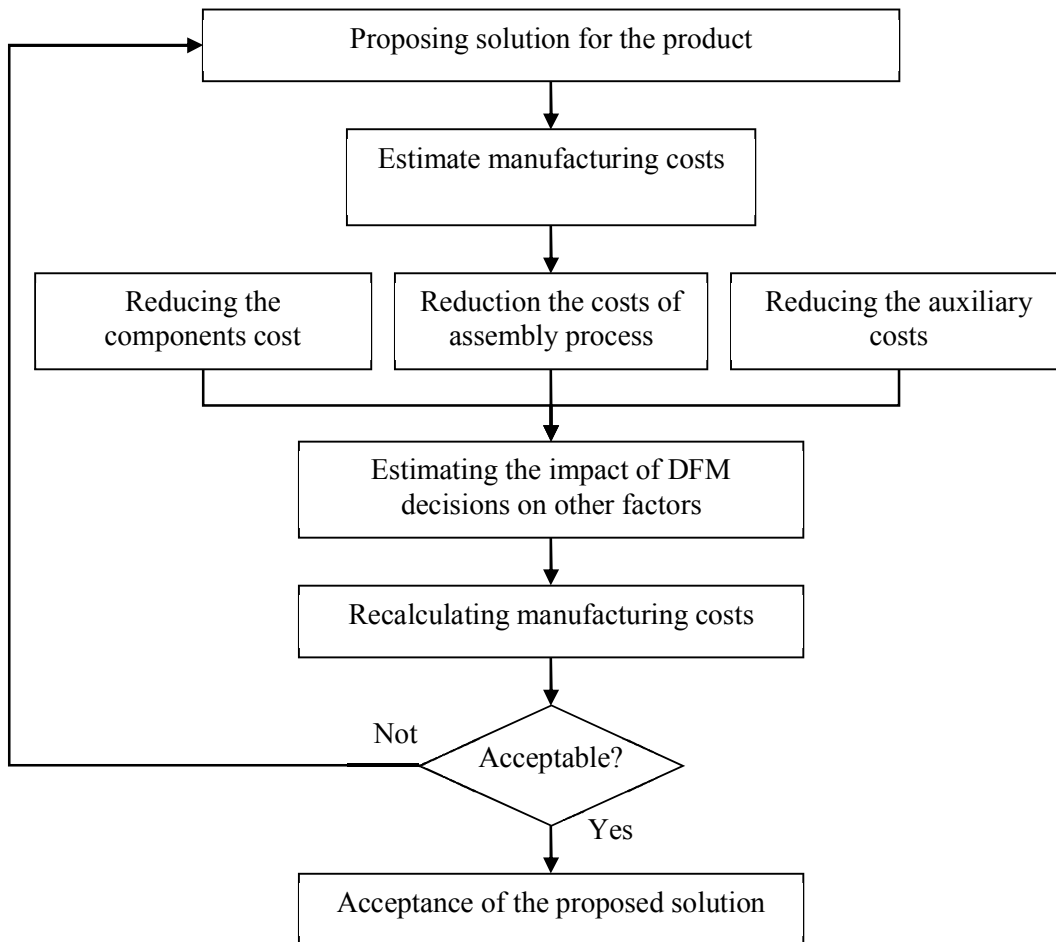 Proposing solution for the product
Estimate manufacturing costs
Reducing the
components cost
Reduction the costs of
assembly process
Reducing the auxiliary
costs
Estimating the impact of DFM
decisions on other factors
Recalculating manufacturing costs
Not
Acceptable?
Yes
Acceptance of the proposed solution